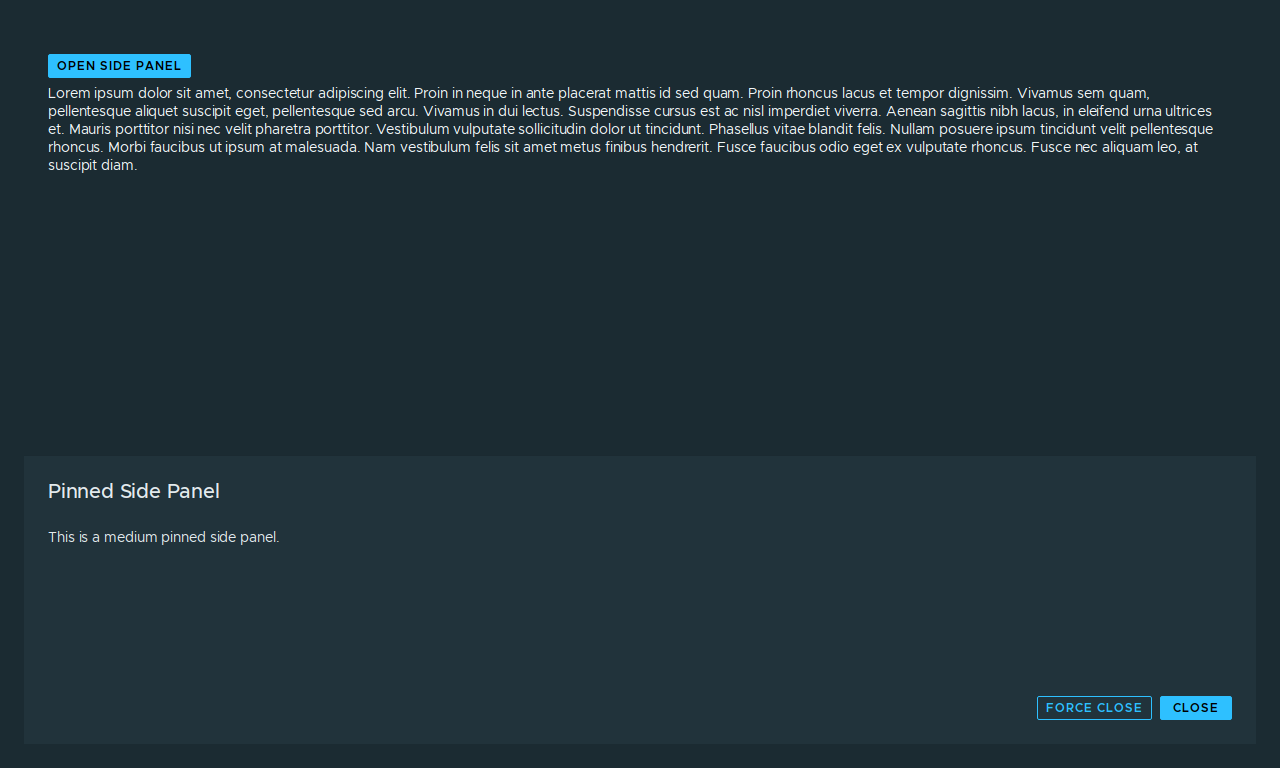 OPEN SIDE PANEL
Lorem ipsum dolor sit amet, consectetur adipiscing elit. Proin in neque in ante placerat mattis id sed quam. Proin rhoncus lacus et tempor dignissim. Vivamus sem quam,
pellentesque aliquet suscipit eget, pellentesque sed arcu. Vivamus in dui lectus. Suspendisse cursus est ac nisl imperdiet viverra. Aenean sagittis nibh lacus, in eleifend urna ultrices
et. Mauris porttitor nisi nec velit pharetra porttitor. Vestibulum vulputate sollicitudin dolor ut tincidunt. Phasellus vitae blandit felis. Nullam posuere ipsum tincidunt velit pellentesque
rhoncus. Morbi faucibus ut ipsum at malesuada. Nam vestibulum felis sit amet metus finibus hendrerit. Fusce faucibus odio eget ex vulputate rhoncus. Fusce nec aliquam leo, at
suscipit diam.
Pinned Side Panel
This is a medium pinned side panel.
FORCE CLOSE
CLOSE